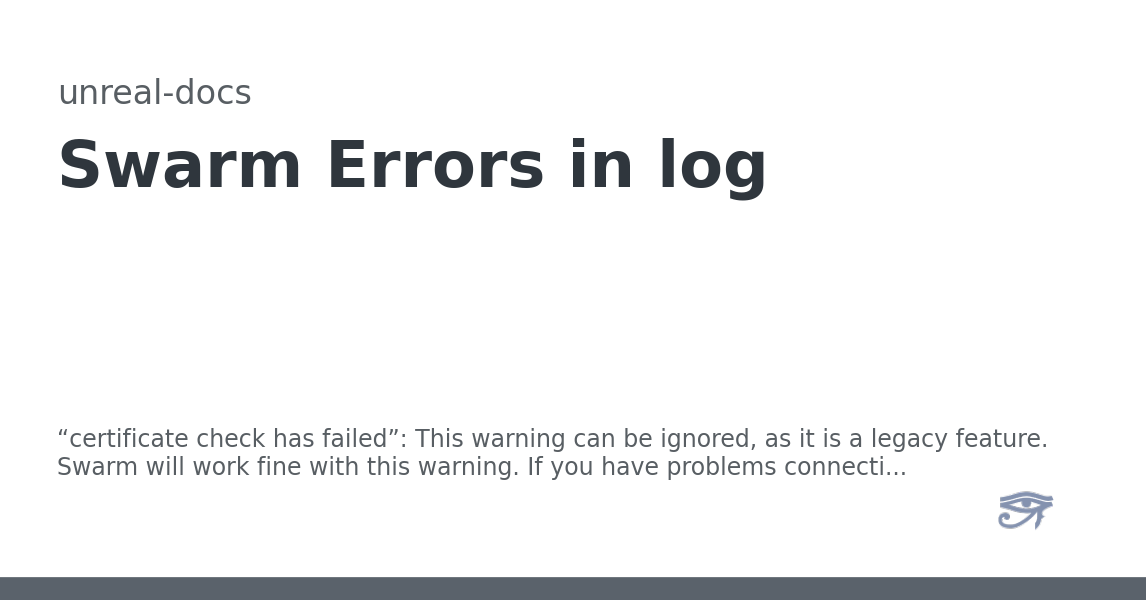 unreal-docs
Swarm Errors in log
“certificate check has failed”: This warning can be ignored, as it is a legacy feature.
Swarm will work fine with this warning. If you have problems connecti...